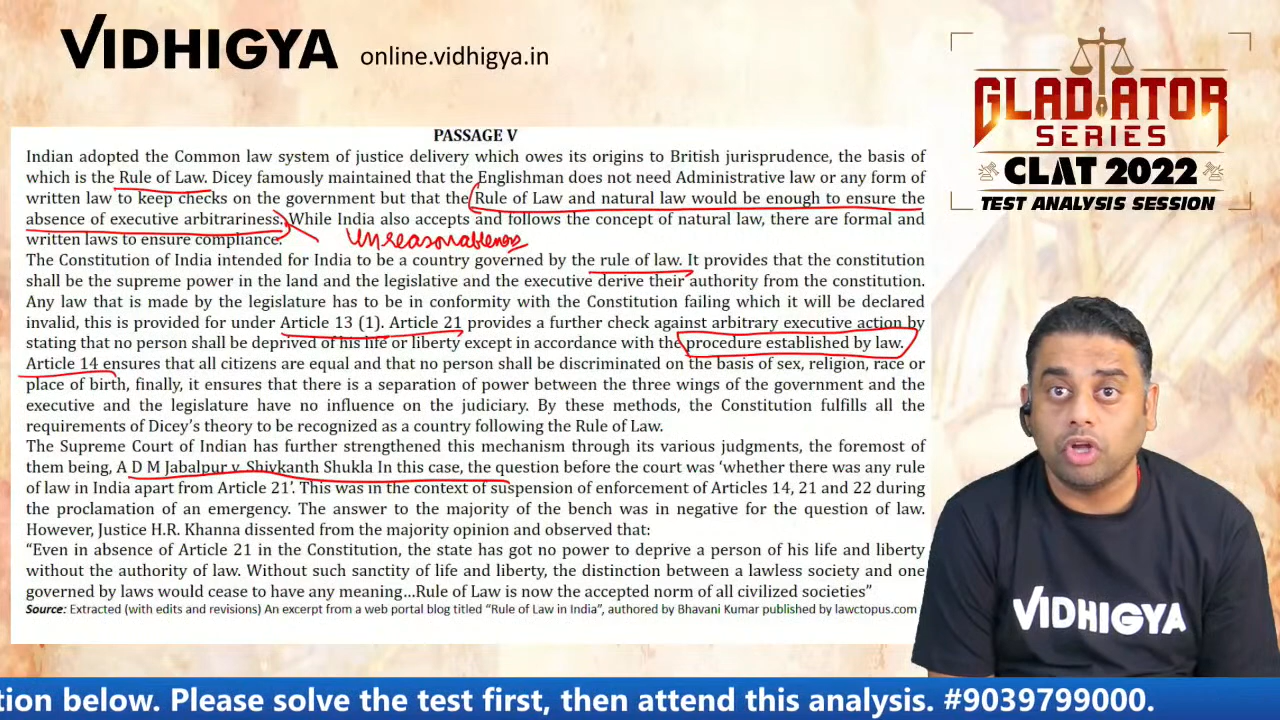 VIDHIGYA online.vidhigya.in
GLADIATOR
SERIES
CLAT 2022
TEST ANALYSIS SESSION
PASSAGE V
Indian adopted the Common law system of justice delivery which owes its origins to British jurisprudence, the basis of
which is the Rule of Law. Dicey famously maintained that the Englishman does not need Administrative law or any form of
written law to keep checks on the government but that the Rule of Law and natural law would be enough to ensure the
absence of executive arbitrariness. While India also accepts and follows the concept of natural law, there are formal and
written laws to ensure compliance.
Unreasonableness
The Constitution of India intended for India to be a country governed by the rule of law. It provides that the constitution
shall be the supreme power in the land and the legislative and the executive derive their authority from the constitution.
Any law that is made by the legislature has to be in conformity with the Constitution failing which it will be declared
invalid, this is provided for under Article 13 (1). Article 21 provides a further check against arbitrary executive action by
stating that no person shall be deprived of his life or liberty except in accordance with the procedure established by law.
Article 14 ensures that all citizens are equal and that no person shall be discriminated on the basis of sex, religion, race or
place of birth, finally, it ensures that there is a separation of power between the three wings of the government and the
executive and the legislature have no influence on the judiciary. By these methods, the Constitution fulfills all the
requirements of Dicey's theory to be recognized as a country following the Rule of Law.
The Supreme Court of Indian has further strengthened this mechanism through its various judgments, the foremost of
them being, A D M Jabalpur v. Shivkanth Shukla In this case, the question before the court was 'whether there was any rule
of law in India apart from Article 21'. This was in the context of suspension of enforcement of Articles 14, 21 and 22 during
the proclamation of an emergency. The answer to the majority of the bench was in negative for the question of law.
However, Justice H.R. Khanna dissented from the majority opinion and observed that:
"Even in absence of Article 21 in the Constitution, the state has got no power to deprive a person of his life and liberty
without the authority of law. Without such sanctity of life and liberty, the distinction between a lawless society and one
governed by laws would cease to have any meaning…Rule of Law is now the accepted norm of all civilized societies"
Source: Extracted (with edits and revisions) An excerpt from a web portal blog titled "Rule of Law in India", authored by Bhavani Kumar published by lawctopus.com
VIDHIGYA
tion below. Please solve the test first, then attend this analysis. #9039799000.